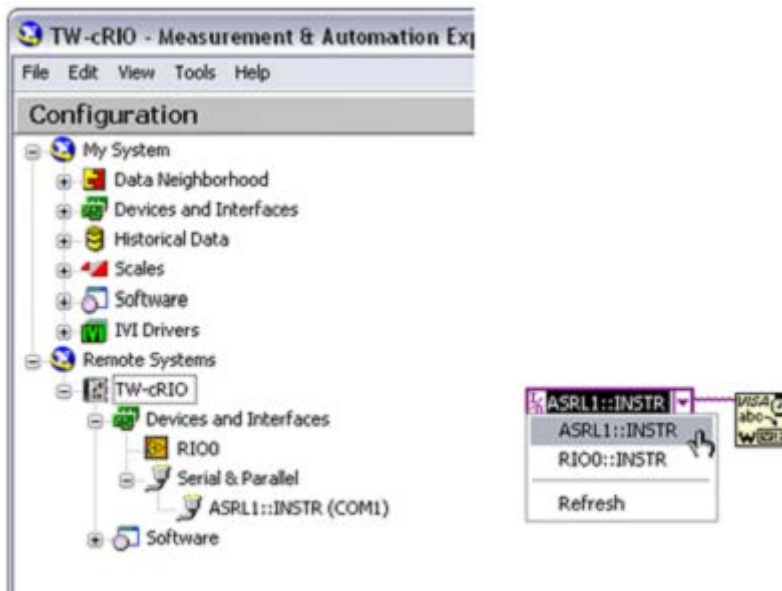 TW-cRIO - Measurement & Automation Exp
File Edit View Tools Help
Configuration
My System
Data Neighborhood
Devices and Interfaces
Historical Data
Scales
Software
IVI Drivers
Remote Systems
TW-cRIO
Devices and Interfaces
RIO0
Serial & Parallel
ASRL1::INSTR (COM1)
Software
ASRL1::INSTR
ASRL1::INSTR
RIO0::INSTR
Refresh
VISA
abc
W